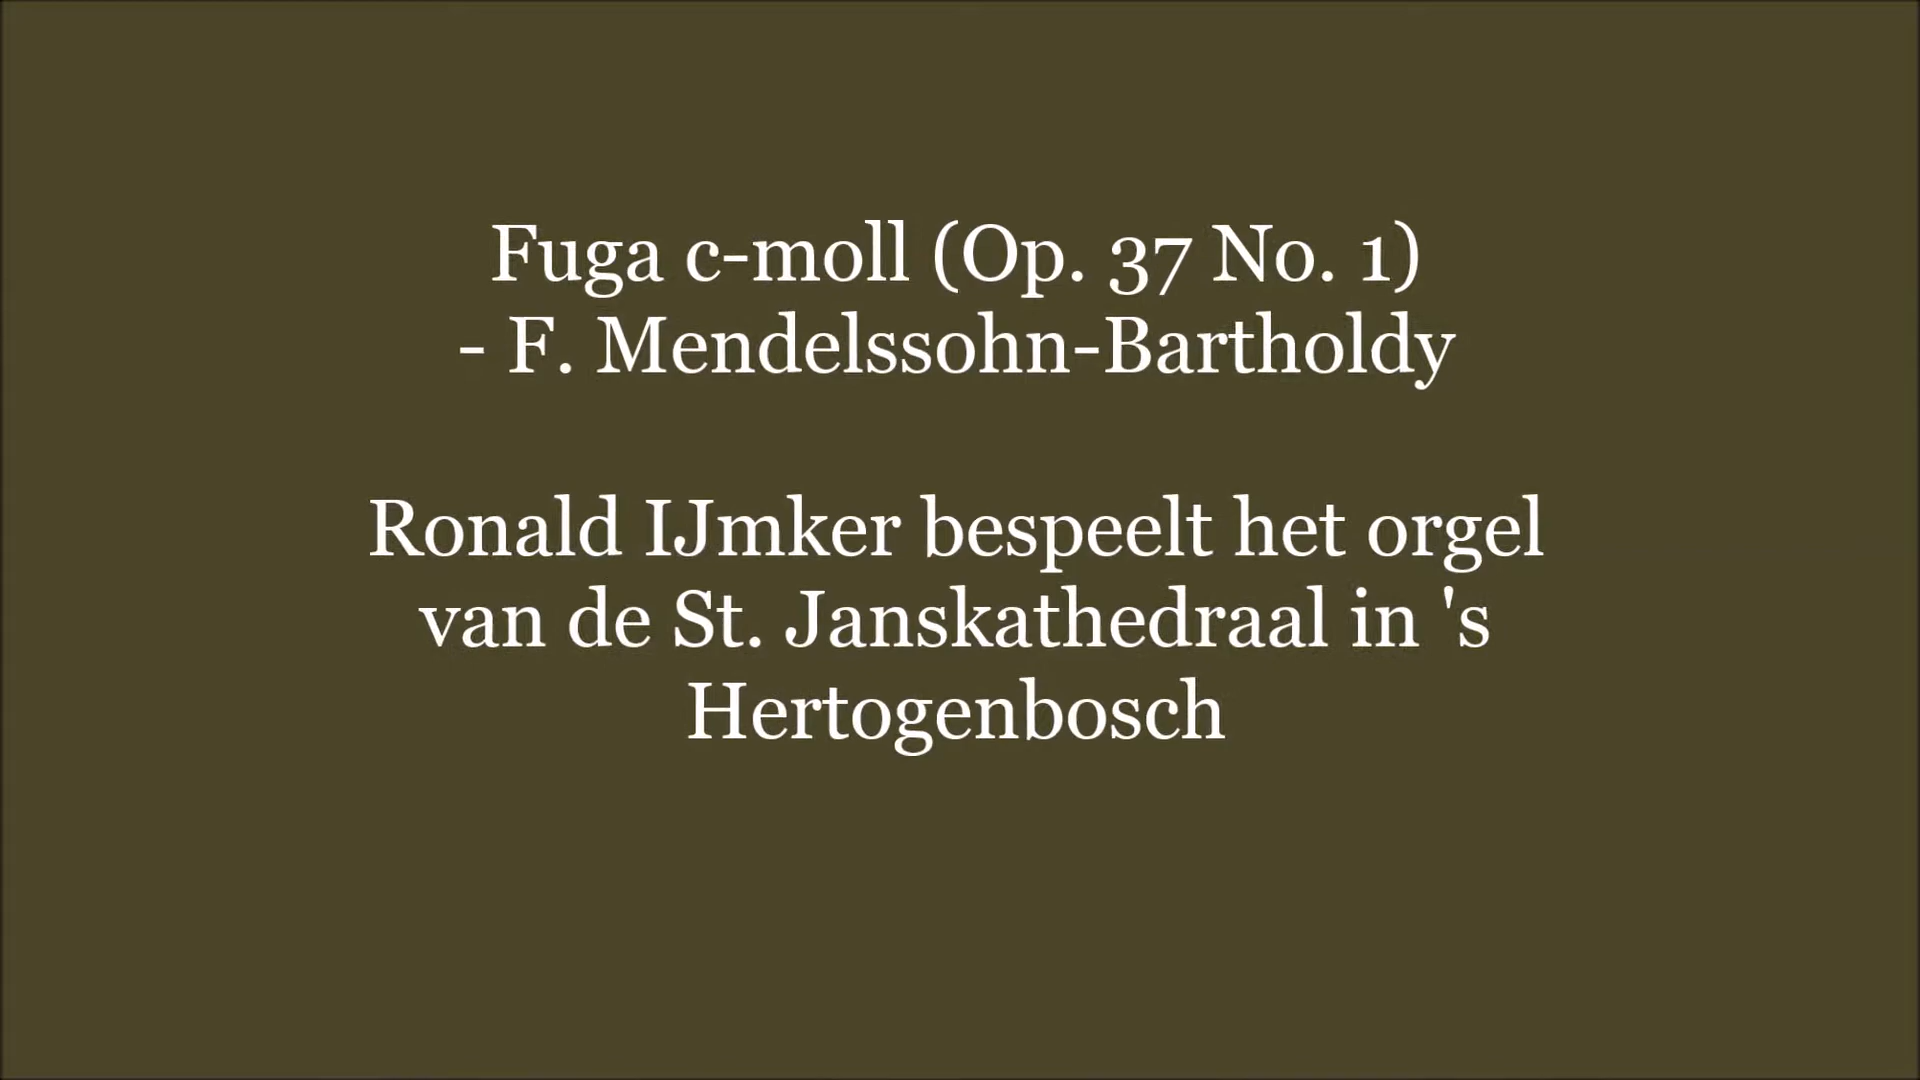 Fuga c-moll (Op. 37 No. 1)
- F. Mendelssohn-Bartholdy
Ronald IJmker bespeelt het orgel
van de St. Janskathedraal in 's
Hertogenbosch